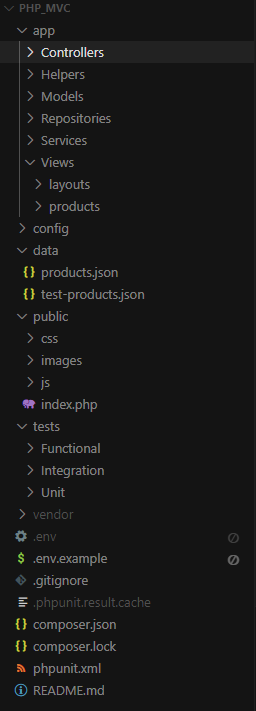 PHP_MVC
app
Controllers
Helpers
Models
Repositories
Services
Views
layouts
products
config
data
{} products.json
{} test-products.json
public
css
images
js
index.php
tests
Functional
Integration
Unit
vendor
.env
$ .env.example
.gitignore
.phpunit.result.cache
{} composer.json
{} composer.lock
phpunit.xml
README.md